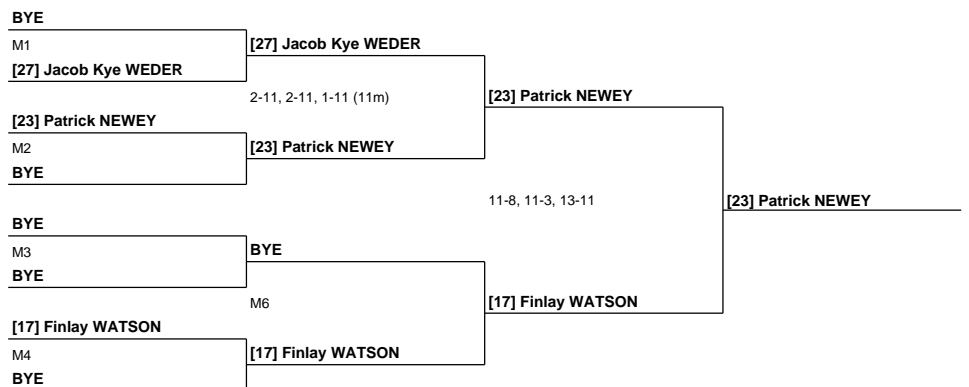 BYE
M1
[27] Jacob Kye WEDER
[27] Jacob Kye WEDER
2-11, 2-11, 1-11 (11m)
[23] Patrick NEWEY
[23] Patrick NEWEY
M2
[23] Patrick NEWEY
BYE
11-8, 11-3, 13-11
[23] Patrick NEWEY
BYE
M3
BYE
BYE
M6
[17] Finlay WATSON
[17] Finlay WATSON
M4
[17] Finlay WATSON
BYE